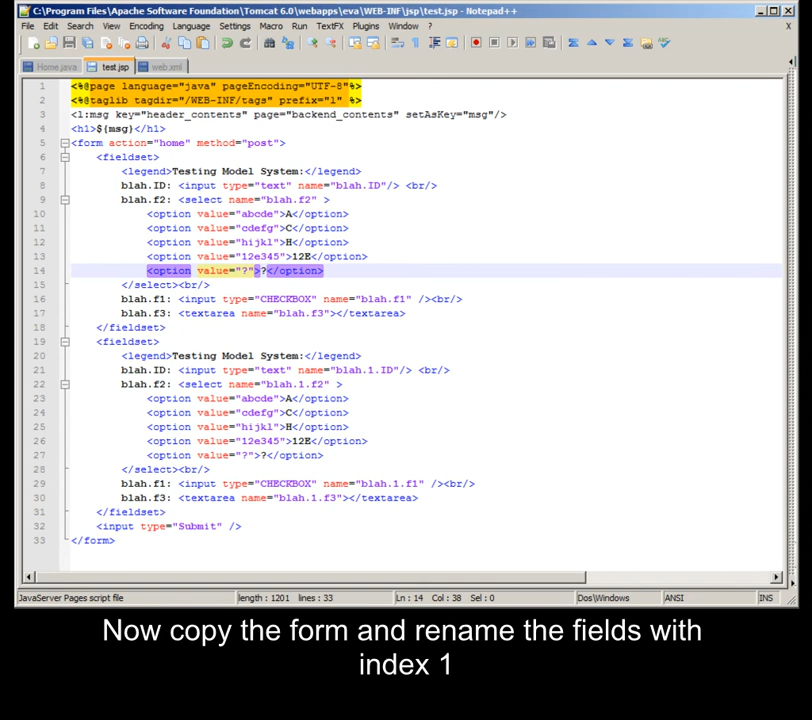 C:\Program Files\Apache Software Foundation\Tomcat 6.0\webapps\eva\WEB-INF\jsp\test.jsp - Notepad++
File Edit Search View Encoding Language Settings Macro Run TextFX Plugins Window ? X
Home.java test.jsp web.xml
1 <%@page language="java" pageEncoding="UTF-8"%>
2 <%@taglib tagdir="/WEB-INF/tags" prefix="l"%>
3 <l:msg key="header_contents" page="backend_contents" setAsKey="msg"/>
4 <h1>${msg}</h1>
5 <form action="home" method="post">
6 <fieldset>
7 <legend>Testing Model System:</legend>
8 blah.ID: <input type="text" name="blah.ID"/> <br/>
9 blah.f2: <select name="blah.f2" >
10 <option value="abcde">A</option>
11 <option value="cdefg">C</option>
12 <option value="hijkl">H</option>
13 <option value="12e345">12E</option>
14 <option value="?">?</option>
15 </select><br/>
16 blah.f1: <input type="CHECKBOX" name="blah.f1" /><br/>
17 blah.f3: <textarea name="blah.f3"></textarea>
18 </fieldset>
19 <fieldset>
20 <legend>Testing Model System:</legend>
21 blah.ID: <input type="text" name="blah.1.ID"/> <br/>
22 blah.f2: <select name="blah.1.f2" >
23 <option value="abcde">A</option>
24 <option value="cdefg">C</option>
25 <option value="hijkl">H</option>
26 <option value="12e345">12E</option>
27 <option value="?">?</option>
28 </select><br/>
29 blah.f1: <input type="CHECKBOX" name="blah.1.f1" /><br/>
30 blah.f3: <textarea name="blah.1.f3"></textarea>
31 </fieldset>
32 <input type="Submit" />
33 </form>
JavaServer Pages script file length : 1201 lines : 33 Ln : 14 Col : 38 Sel : 0 Dos\Windows ANSI INS
Now copy the form and rename the fields with
index 1